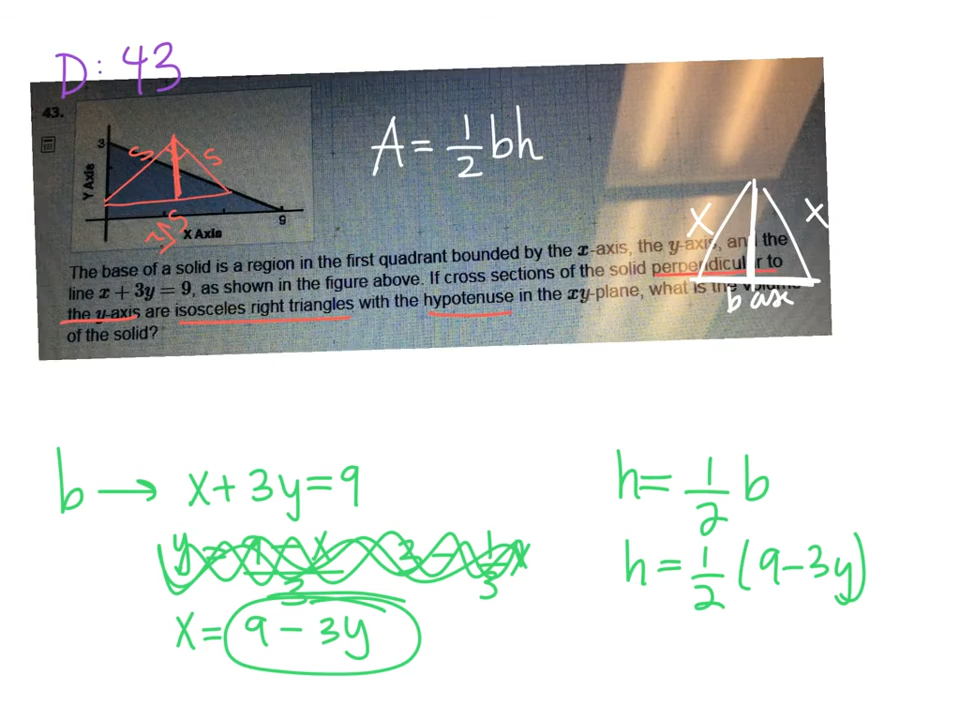 D: 43
43.
3
S S
Y Axis
A = 1/2 bh
9
S
X Axis
X X
base
The base of a solid is a region in the first quadrant bounded by the x-axis, the y-axis, and the
line x + 3y = 9, as shown in the figure above. If cross sections of the solid perpendicular to
the y-axis are isosceles right triangles with the hypotenuse in the xy-plane, what is the volume
of the solid?
b → x + 3y = 9
h = 1/2 b
h = 1/2 (9 - 3y)
x = 9 - 3y